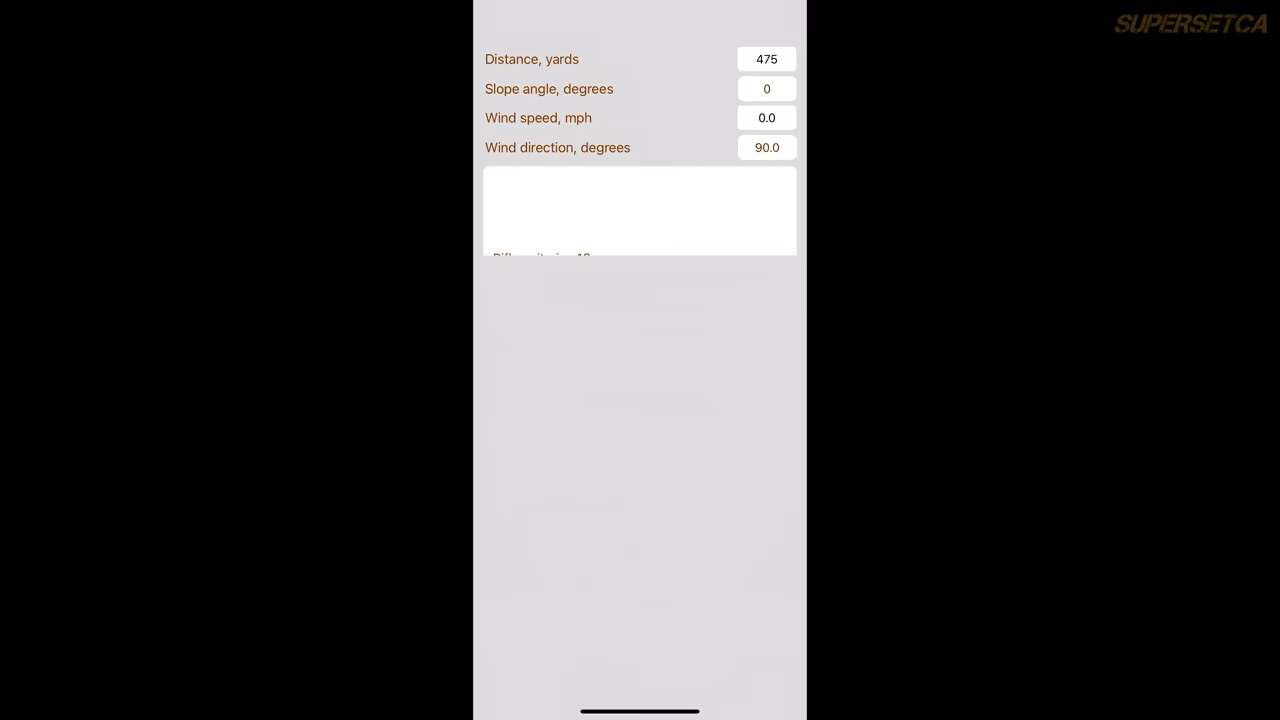 SUPERSETCA
Distance, yards 475
Slope angle, degrees 0
Wind speed, mph 0.0
Wind direction, degrees 90.0